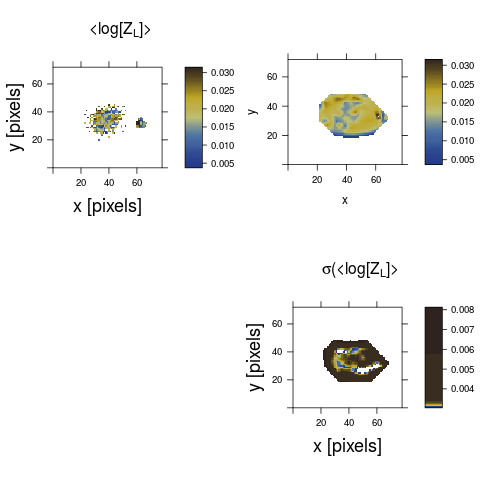 <log[Z_L]>
60
40
20
20 40 60
y [pixels]
x [pixels]
0.030
0.025
0.020
0.015
0.010
0.005
60
40
20
20 40 60
y
x
0.030
0.025
0.020
0.015
0.010
0.005
σ(<log[Z_L]>
60
40
20
20 40 60
y [pixels]
x [pixels]
0.008
0.007
0.006
0.005
0.004